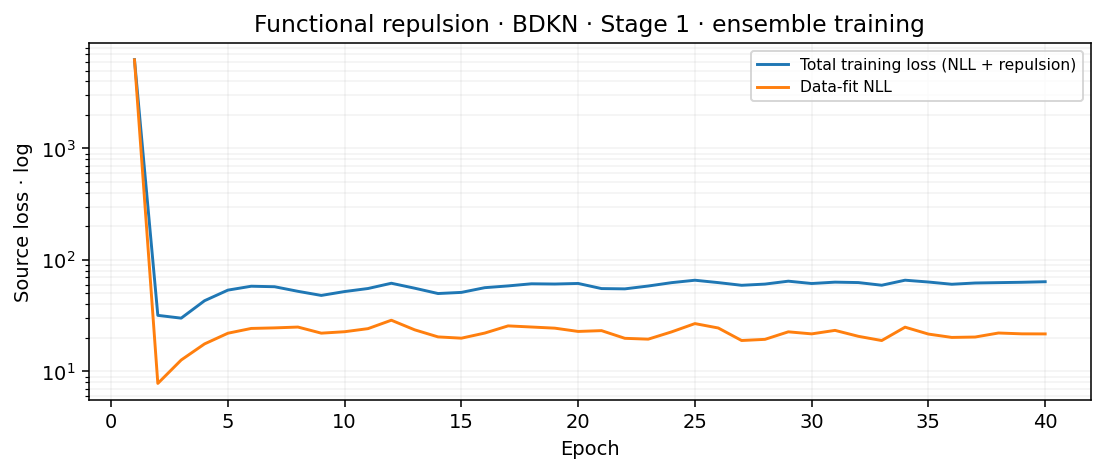 Functional repulsion · BDKN · Stage 1 · ensemble training
Total training loss (NLL + repulsion)
Data-fit NLL
Source loss · log
10³
10²
10¹
0 5 10 15 20 25 30 35 40
Epoch